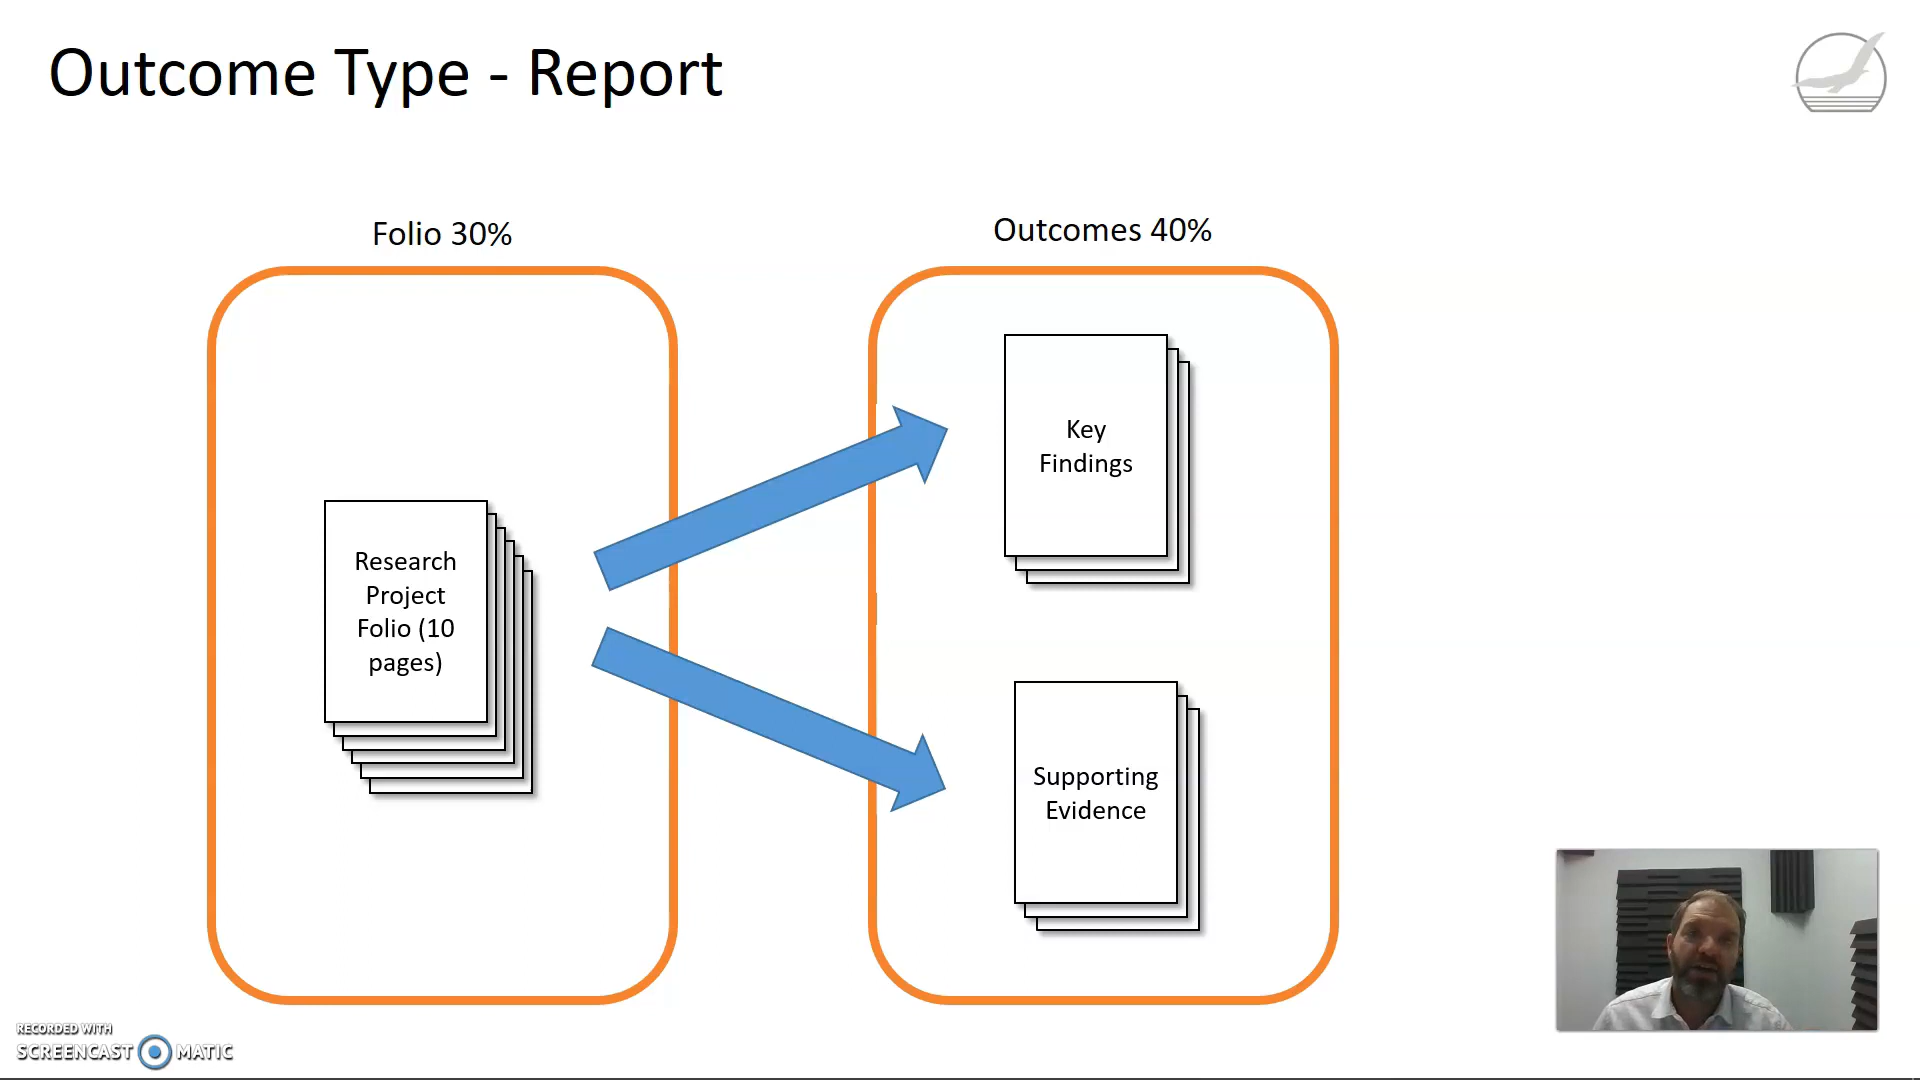 Outcome Type - Report
Folio 30%
Outcomes 40%
Research
Project
Folio (10
pages)
Key
Findings
Supporting
Evidence
RECORDED WITH
SCREENCAST MATIC